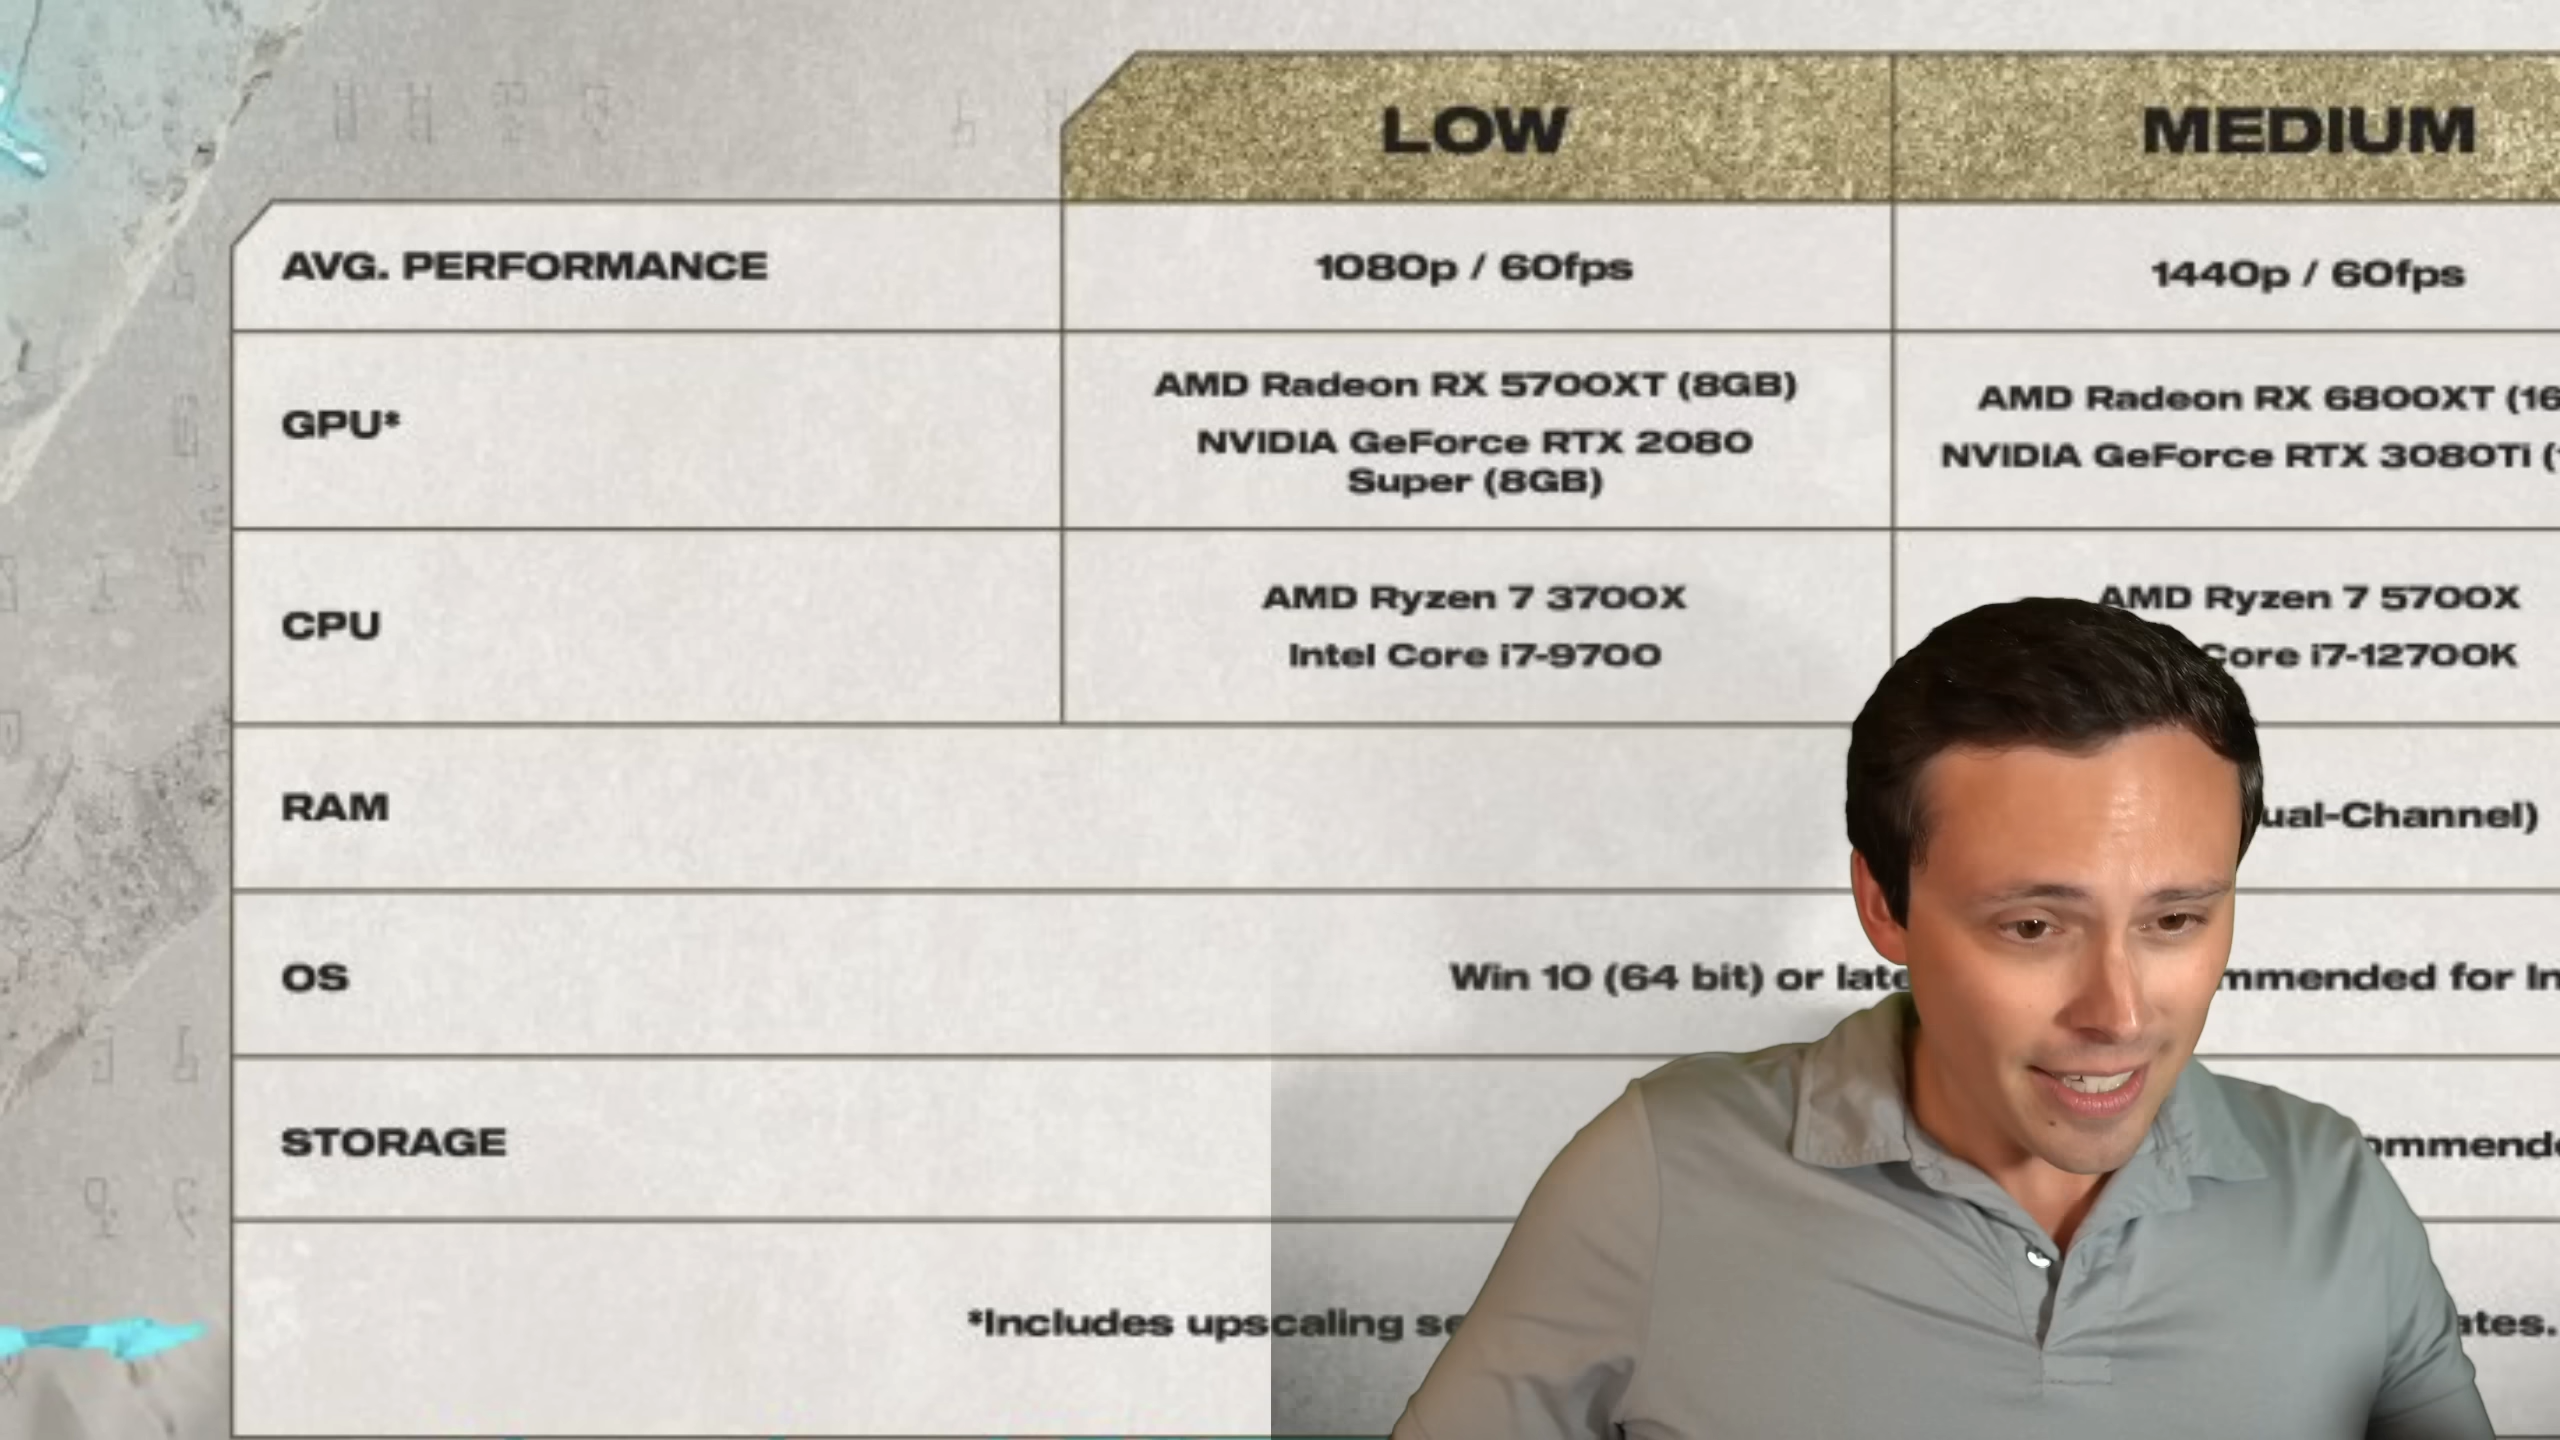 LOW
MEDIUM
AVG. PERFORMANCE
1080p / 60fps
1440p / 60fps
GPU*
AMD Radeon RX 5700XT (8GB)
NVIDIA GeForce RTX 2080
Super (8GB)
AMD Radeon RX 6800XT (16
NVIDIA GeForce RTX 3080Ti (
CPU
AMD Ryzen 7 3700X
Intel Core i7-9700
AMD Ryzen 7 5700X
Core i7-12700K
RAM
ual-Channel)
OS
Win 10 (64 bit) or late
mmended for In
STORAGE
ommende
*Includes upscaling se
ates.